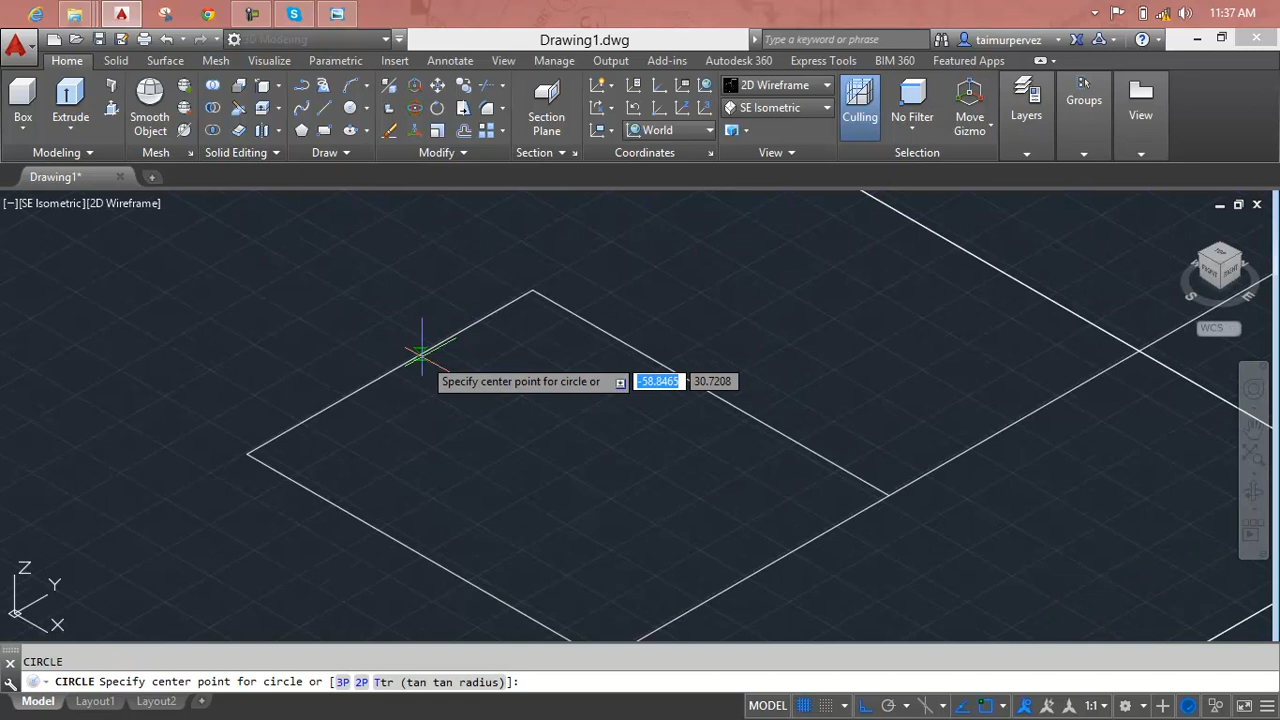 11:37 AM
3D Modeling
Drawing1.dwg
Type a keyword or phrase
taimurpervez
Home Solid Surface Mesh Visualize Parametric Insert Annotate View Manage Output Add-ins Autodesk 360 Express Tools BIM 360 Featured Apps
2D Wireframe
SE Isometric
World
Box Extrude Smooth Object Section Plane Culling No Filter Move Gizmo Layers Groups View
Modeling Mesh Solid Editing Draw Modify Section Coordinates View Selection
Drawing1*
[−][SE Isometric][2D Wireframe]
TOP
FRONT
RIGHT
S E
WCS
Specify center point for circle or -58.8465 30.7208
Z
Y
X
CIRCLE
CIRCLE Specify center point for circle or [3P 2P Ttr (tan tan radius)]:
Model Layout1 Layout2 + MODEL 1:1